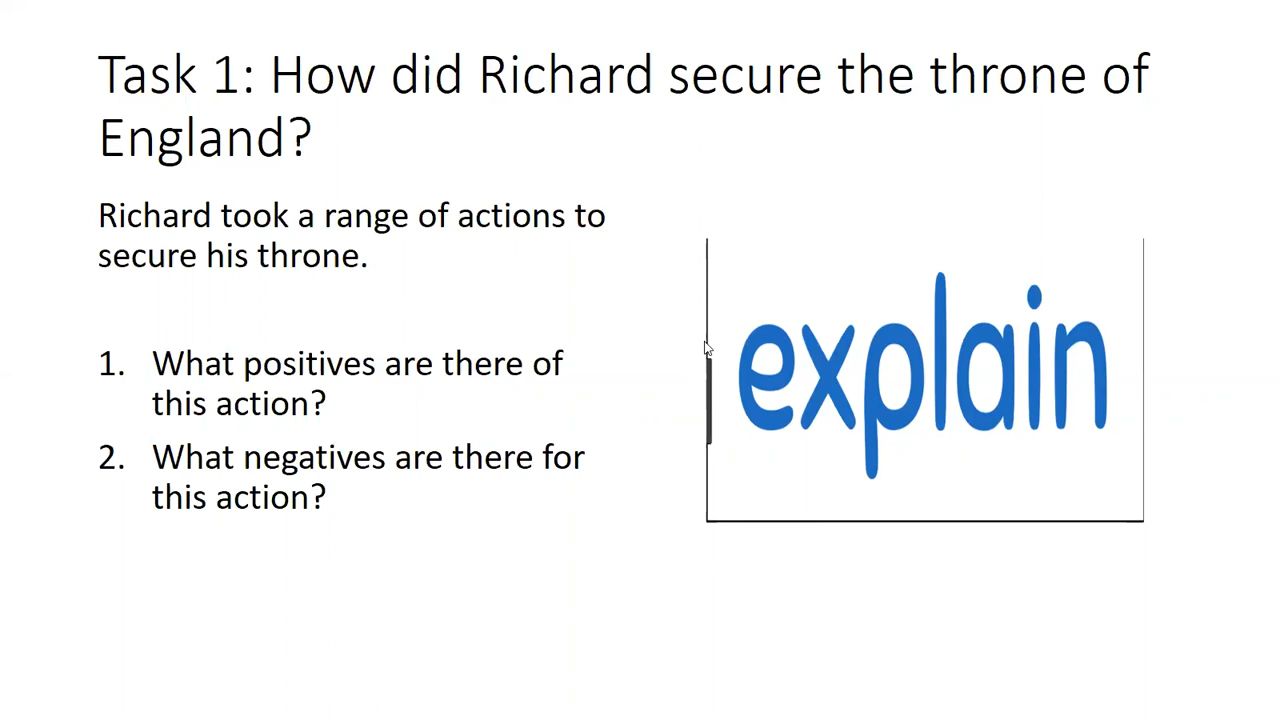 Task 1: How did Richard secure the throne of
England?
Richard took a range of actions to
secure his throne.
1. What positives are there of
this action?
2. What negatives are there for
this action?
explain